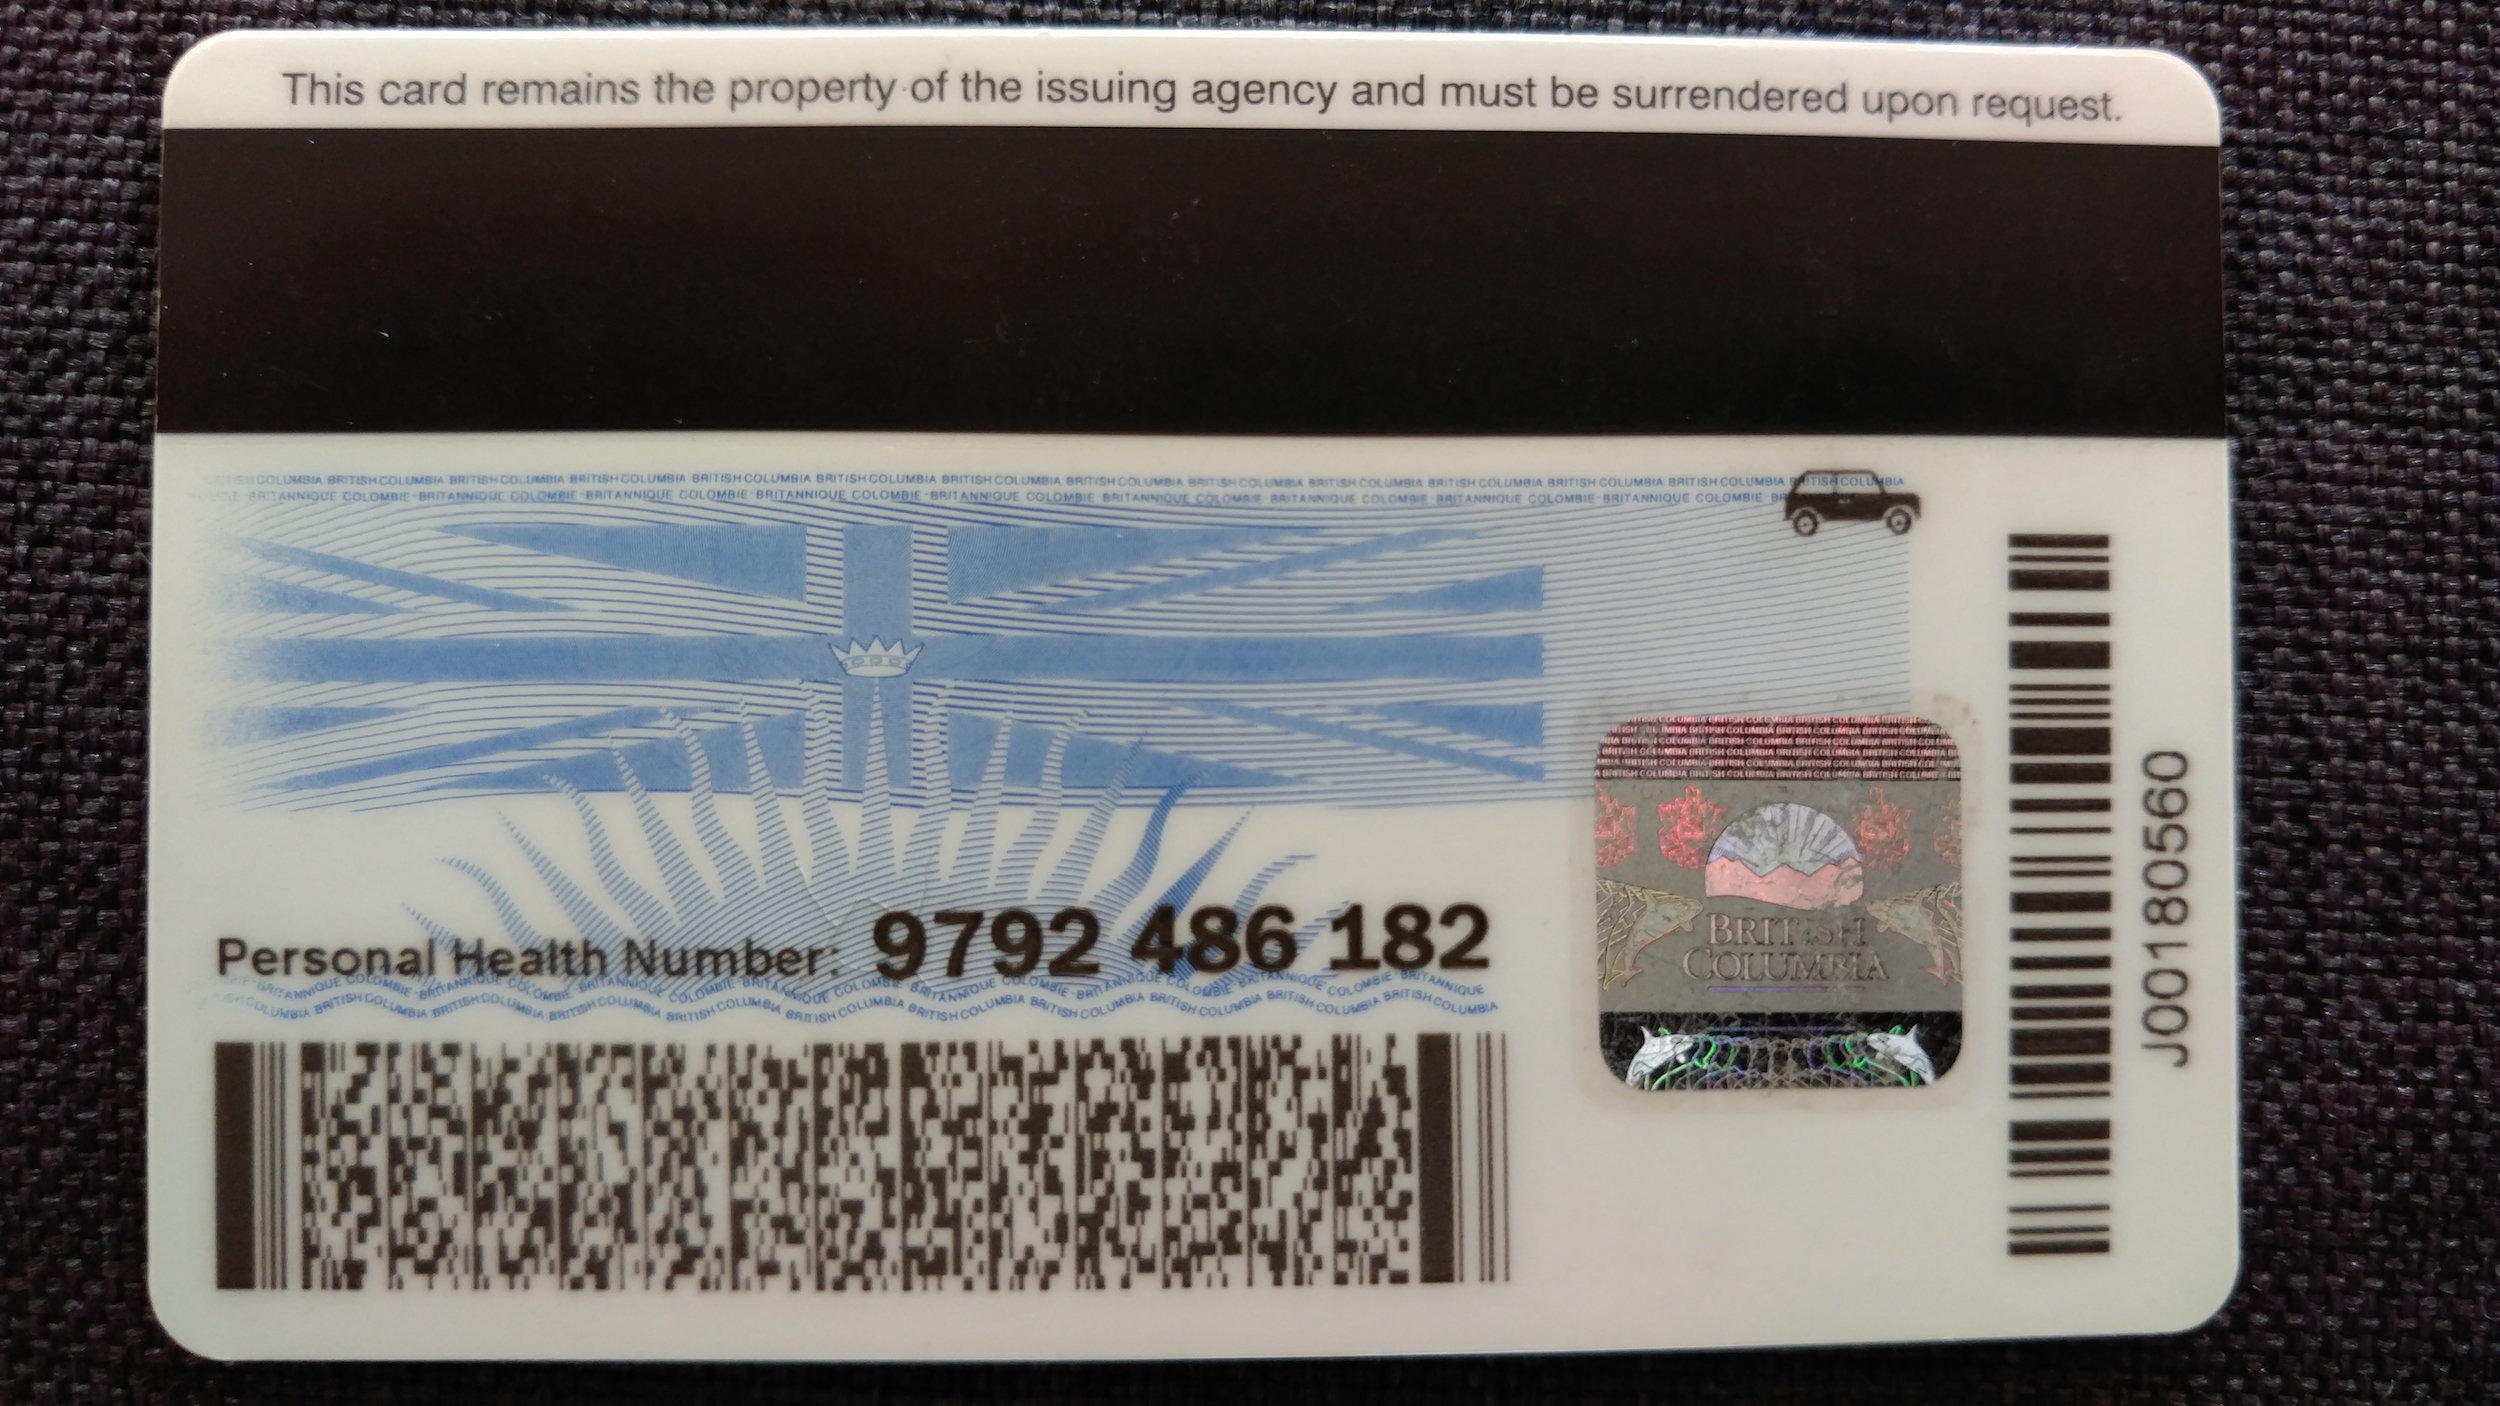 This card remains the property of the issuing agency and must be surrendered upon request.
BRITISH COLUMBIA BRITISH COLUMBIA BRITISH COLUMBIA BRITISH COLUMBIA BRITISH COLUMBIA BRITISH COLUMBIA BRITISH COLUMBIA BRITISH COLUMBIA BRITISH COLUMBIA BRITISH COLUMBIA BRITISH COLUMBIA BRITISH COLUMBIA BRITISH COLUMBIA
BRITANNIQUE COLOMBIE-BRITANNIQUE COLOMBIE-BRITANNIQUE COLOMBIE-BRITANNIQUE COLOMBIE-BRITANNIQUE COLOMBIE-BRITANNIQUE COLOMBIE-BRITANNIQUE COLOMBIE-BRITANNIQUE COLOMBIE-BRITANNIQUE COLOMBIE-
Personal Health Number: 9792 486 182
BRITANNIQUE COLOMBIE-BRITANNIQUE COLOMBIE-BRITANNIQUE COLOMBIE-BRITANNIQUE COLOMBIE-BRITANNIQUE COLOMBIE-BRITANNIQUE COLOMBIE-BRITANNIQUE COLOMBIE-BRITANNIQUE
COLUMBIA BRITISH COLUMBIA BRITISH COLUMBIA BRITISH COLUMBIA BRITISH COLUMBIA BRITISH COLUMBIA BRITISH COLUMBIA BRITISH COLUMBIA BRITISH COLUMBIA BRITISH COLUMBIA BRITISH COLUMBIA
BRITISH
COLUMBIA
J00180560